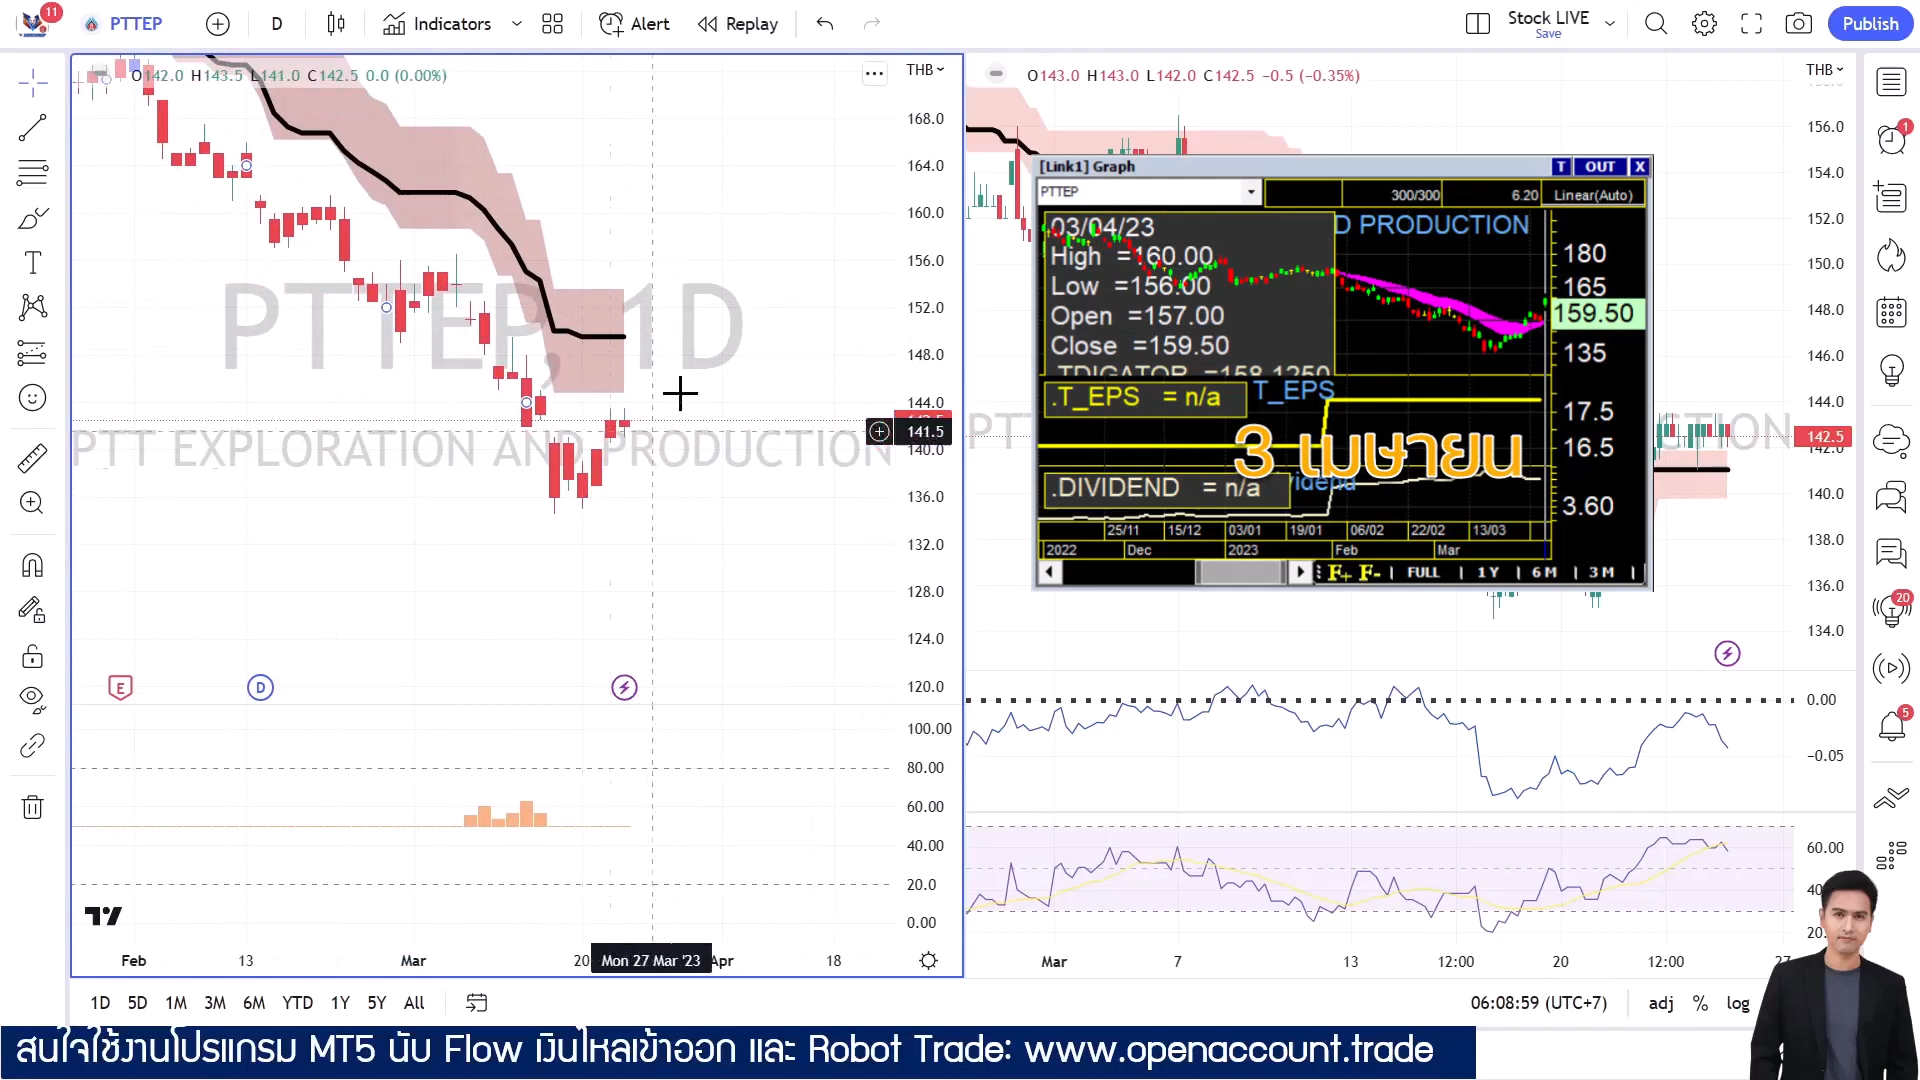 11 PTTEP D Indicators Alert Replay Stock LIVE Save Publish
O142.0 H143.5 L141.0 C142.5 0.0 (0.00%) THB
O143.0 H143.0 L142.0 C142.5 −0.5 (−0.35%) THB
168.0
164.0
160.0
156.0
152.0
148.0
144.0
141.5
140.0
136.0
132.0
128.0
124.0
120.0
100.00
80.00
60.00
40.00
20.0
0.00
PTTEP, 1D
PTT EXPLORATION AND PRODUCTION
E D
Feb 13 Mar 20 Mon 27 Mar '23 Apr 18
156.0
154.0
152.0
150.0
148.0
146.0
144.0
142.5
142.0
140.0
138.0
136.0
134.0
0.00
−0.05
60.00
Mar 7 13 12:00 20 12:00 27
[Link1] Graph T OUT X
PTTEP 300/300 6.20 Linear(Auto)
03/04/23 D PRODUCTION
High =160.00
Low =156.00
Open =157.00
Close =159.50
.TDIGATOR =158.1250
180
165
159.50
135
.T_EPS = n/a T_EPS
17.5
16.5
3 เมษายน
.DIVIDEND = n/a
3.60
25/11 15/12 03/01 19/01 06/02 22/02 13/03
2022 Dec 2023 Feb Mar
F+ F- | FULL | 1Y | 6M | 3M |
1
20
5
1D 5D 1M 3M 6M YTD 1Y 5Y All
06:08:59 (UTC+7) adj % log
สนใจใช้งานโปรแกรม MT5 นับ Flow เงินไหลเข้าออก และ Robot Trade: www.openaccount.trade